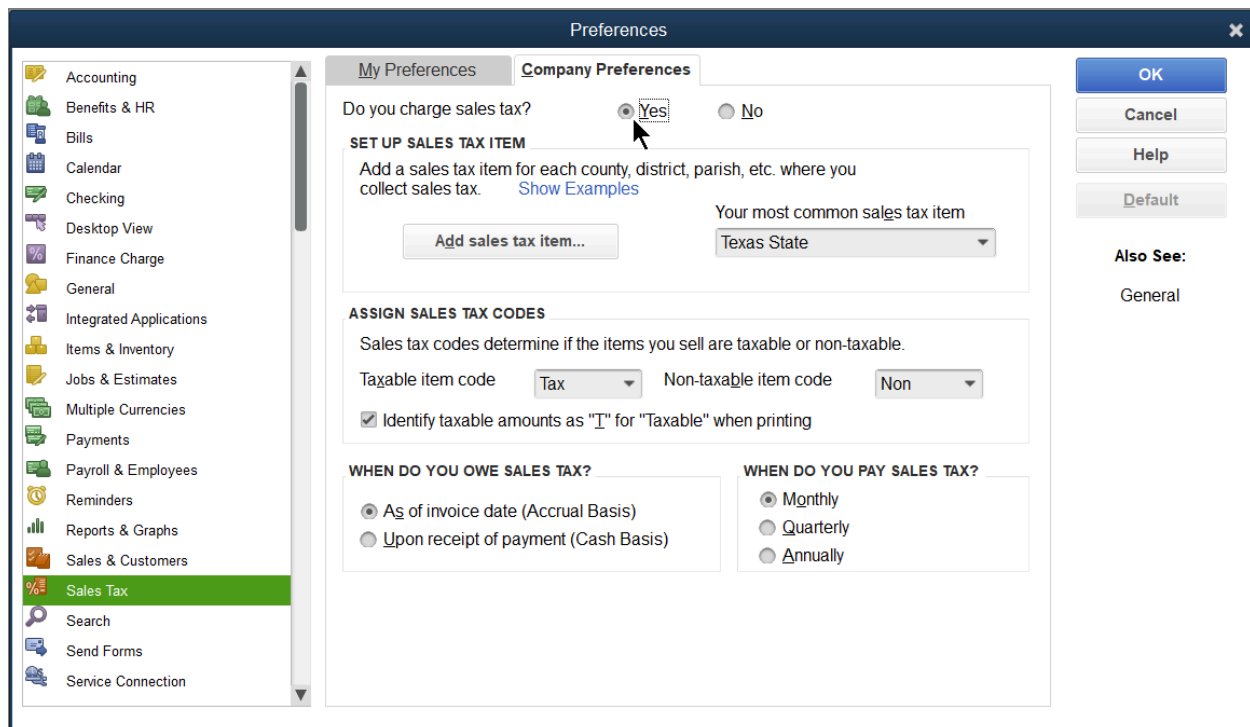 Preferences
Accounting
Benefits & HR
Bills
Calendar
Checking
Desktop View
Finance Charge
General
Integrated Applications
Items & Inventory
Jobs & Estimates
Multiple Currencies
Payments
Payroll & Employees
Reminders
Reports & Graphs
Sales & Customers
Sales Tax
Search
Send Forms
Service Connection
My Preferences
Company Preferences
Do you charge sales tax? Yes No
SET UP SALES TAX ITEM
Add a sales tax item for each county, district, parish, etc. where you
collect sales tax. Show Examples
Your most common sales tax item
Add sales tax item... Texas State
ASSIGN SALES TAX CODES
Sales tax codes determine if the items you sell are taxable or non-taxable.
Taxable item code Tax Non-taxable item code Non
Identify taxable amounts as "T" for "Taxable" when printing
WHEN DO YOU OWE SALES TAX?
As of invoice date (Accrual Basis)
Upon receipt of payment (Cash Basis)
WHEN DO YOU PAY SALES TAX?
Monthly
Quarterly
Annually
OK
Cancel
Help
Default
Also See:
General